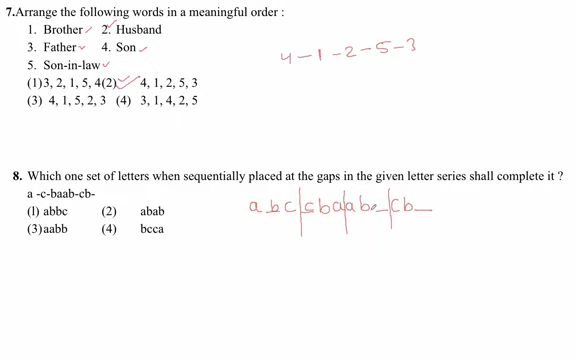 7.Arrange the following words in a meaningful order :
1. Brother 2. Husband
3. Father 4. Son
5. Son-in-law
(1)3, 2, 1, 5, 4(2) 4, 1, 2, 5, 3
(3) 4, 1, 5, 2, 3 (4) 3, 1, 4, 2, 5
4-1-2-5-3
8. Which one set of letters when sequentially placed at the gaps in the given letter series shall complete it ?
a -c-baab-cb-
(l) abbc (2) abab
(3)aabb (4) bcca
a b c|c b a|a b _|c b _